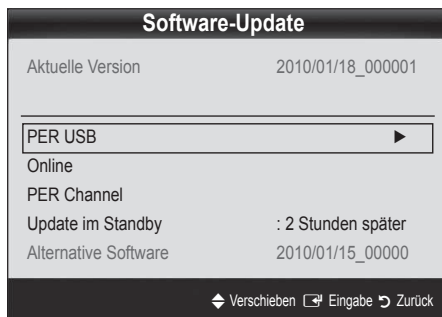 Software-Update
Aktuelle Version 2010/01/18_000001
PER USB
Online
PER Channel
Update im Standby : 2 Stunden später
Alternative Software 2010/01/15_00000
Verschieben Eingabe Zurück